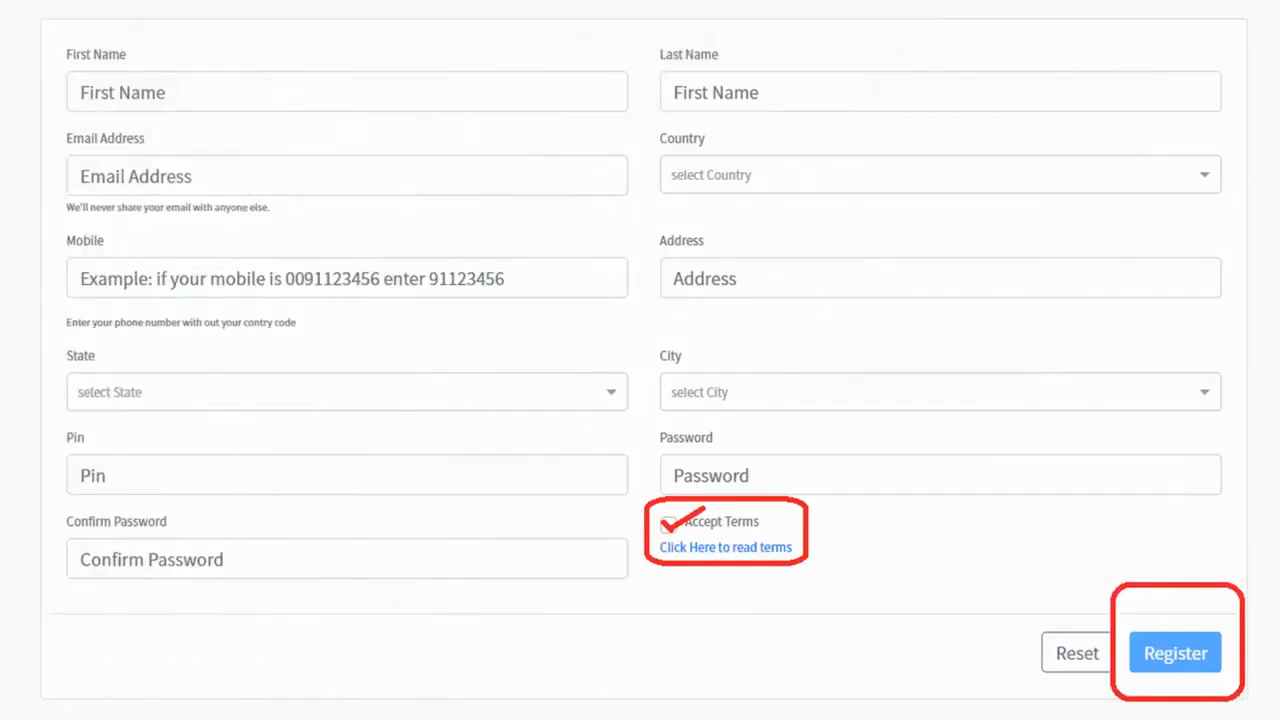 First Name
First Name
Last Name
First Name
Email Address
Email Address
We'll never share your email with anyone else.
Country
select Country
Mobile
Example: if your mobile is 0091123456 enter 91123456
Enter your phone number with out your contry code
Address
Address
State
select State
City
select City
Pin
Pin
Password
Password
Confirm Password
Confirm Password
Accept Terms
Click Here to read terms
Reset
Register